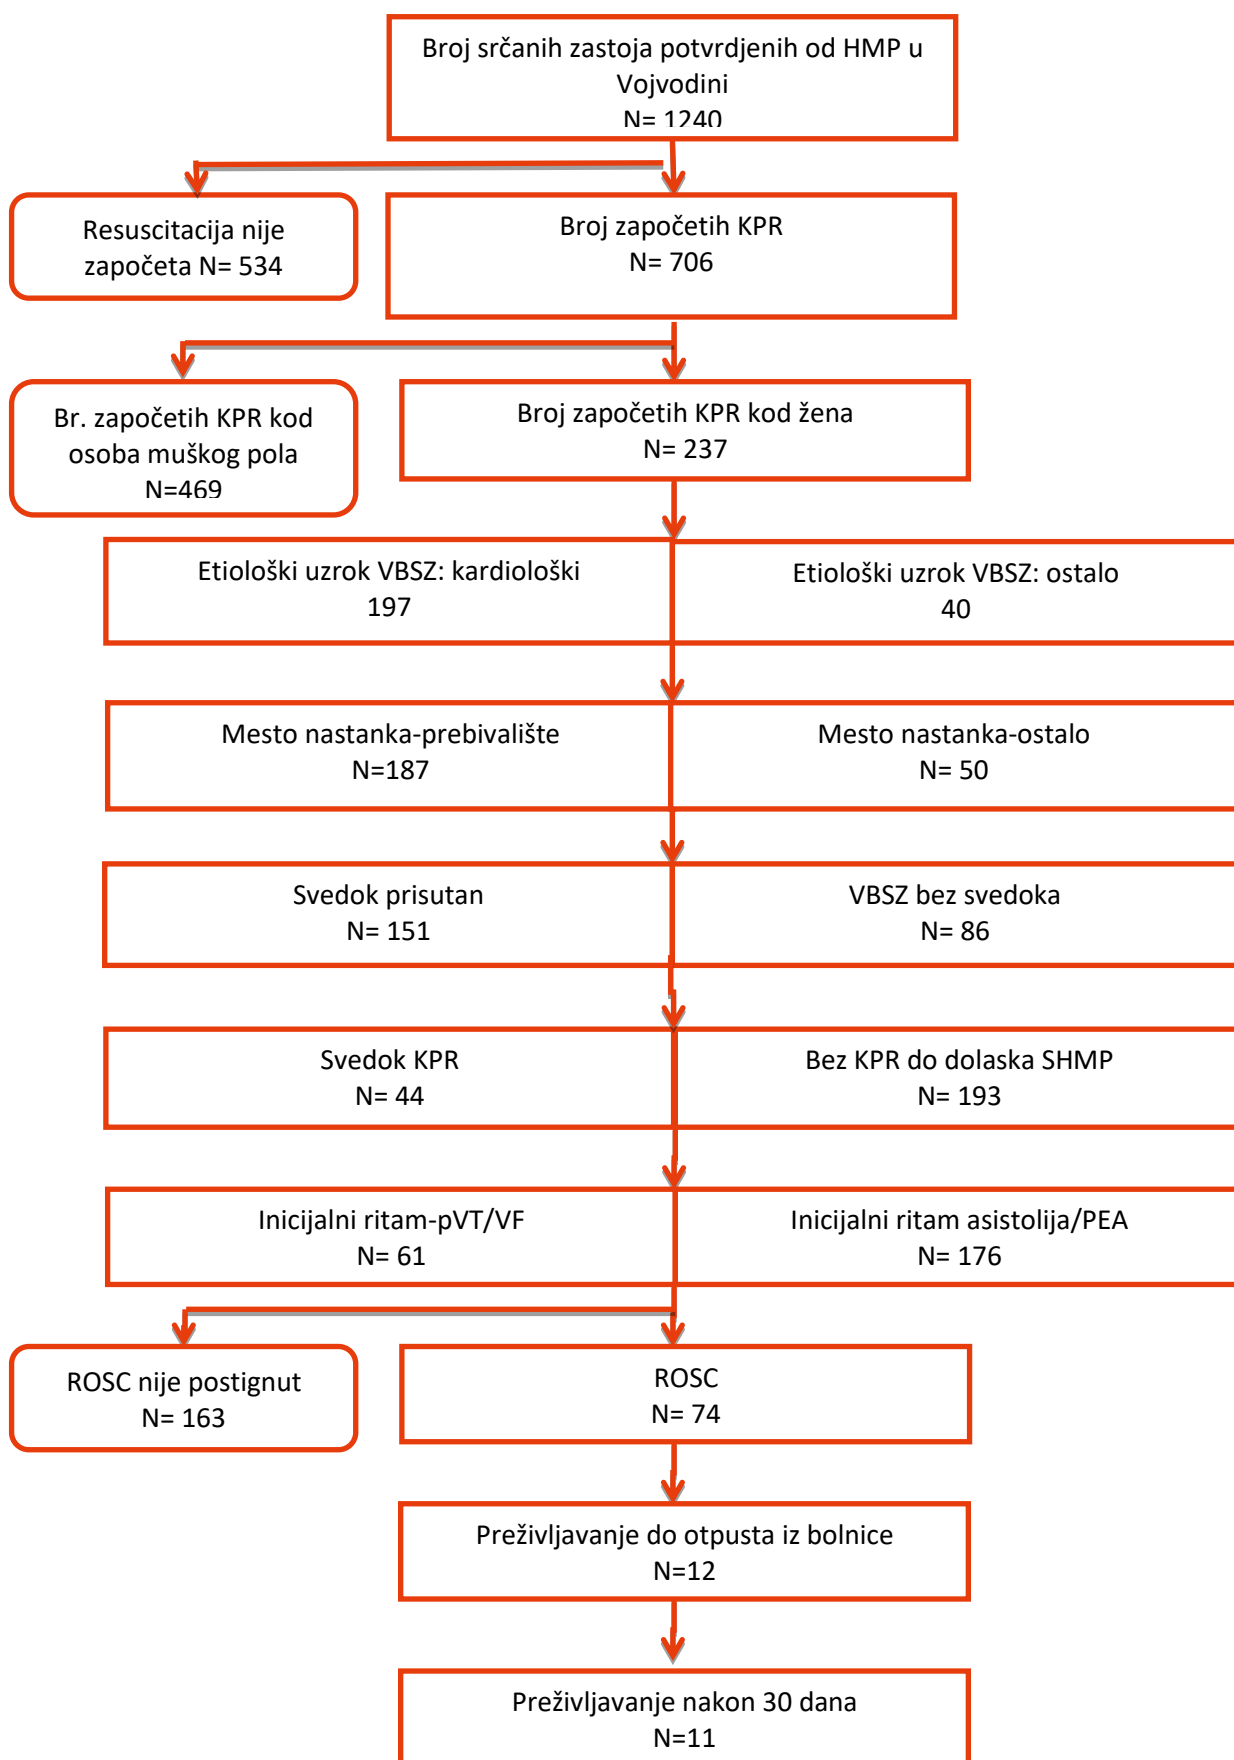 Broj srčanih zastoja potvrdjenih od HMP u
Vojvodini
N= 1240
Resuscitacija nije
započeta N= 534
Broj započetih KPR
N= 706
Br. započetih KPR kod
osoba muškog pola
N=469
Broj započetih KPR kod žena
N= 237
Etiološki uzrok VBSZ: kardiološki
197
Etiološki uzrok VBSZ: ostalo
40
Mesto nastanka-prebivalište
N=187
Mesto nastanka-ostalo
N= 50
Svedok prisutan
N= 151
VBSZ bez svedoka
N= 86
Svedok KPR
N= 44
Bez KPR do dolaska SHMP
N= 193
Inicijalni ritam-pVT/VF
N= 61
Inicijalni ritam asistolija/PEA
N= 176
ROSC nije postignut
N= 163
ROSC
N= 74
Preživljavanje do otpusta iz bolnice
N=12
Preživljavanje nakon 30 dana
N=11